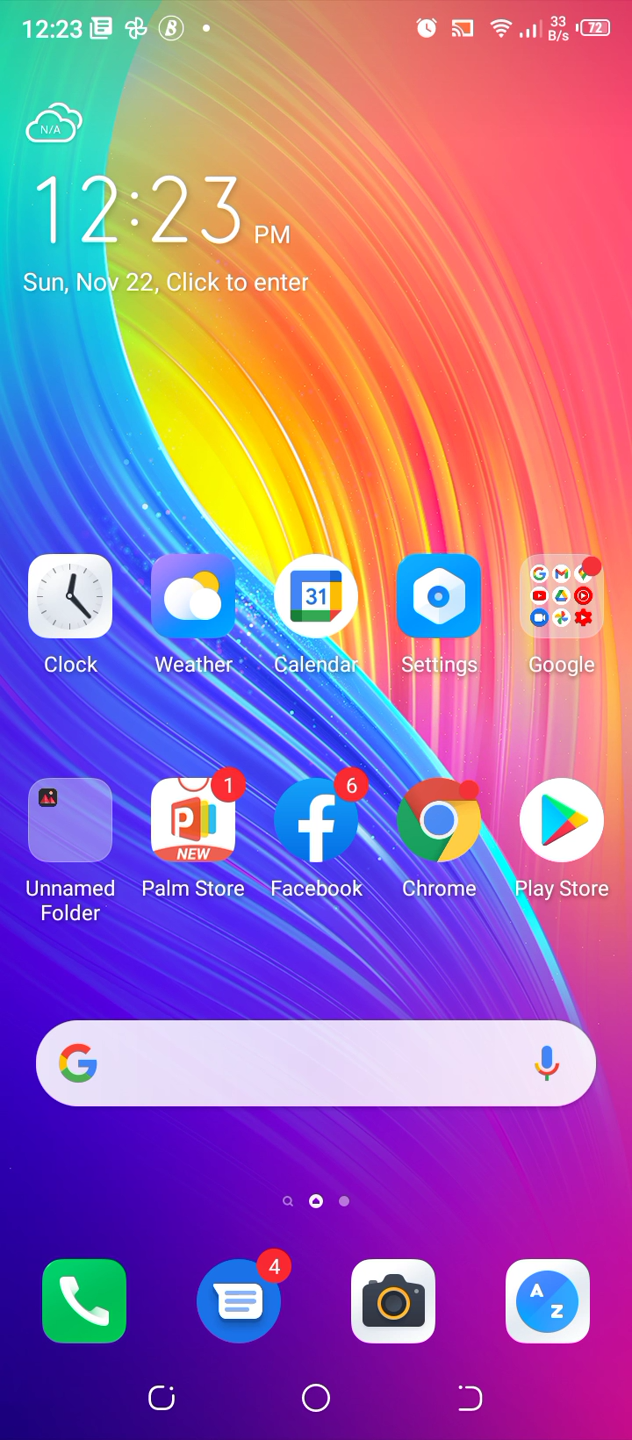 12:23
33
B/s
72
N/A
12:23 PM
Sun, Nov 22, Click to enter
31
Clock Weather Calendar Settings Google
1
6
NEW
Unnamed
Folder
Palm Store Facebook Chrome Play Store
4
A
Z